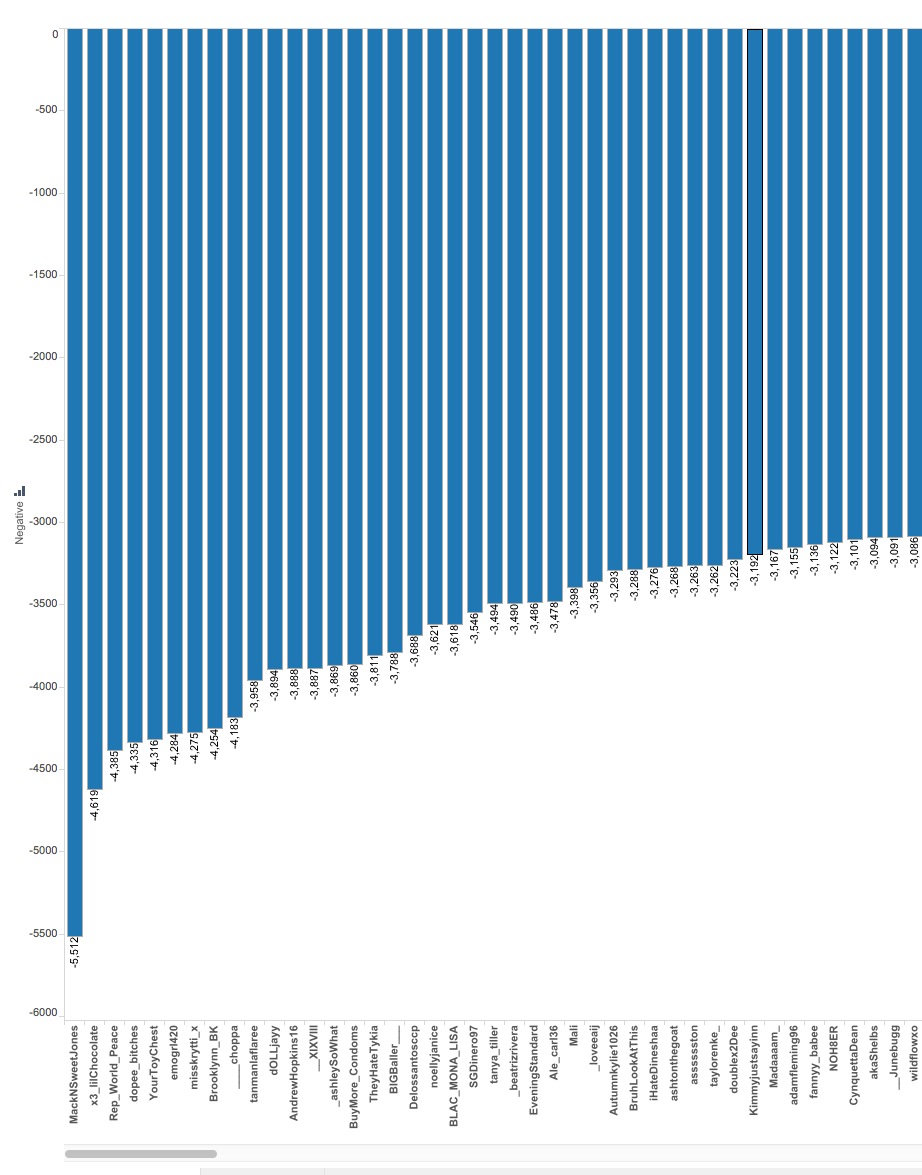 0
-500
-1000
-1500
-2000
-2500
-3000
-3500
-4000
-4500
-5000
-5500
-6000
Negative
-5,512
-4,619
-4,385
-4,335
-4,316
-4,284
-4,275
-4,254
-4,183
-3,958
-3,894
-3,888
-3,887
-3,869
-3,860
-3,811
-3,788
-3,688
-3,621
-3,618
-3,546
-3,494
-3,490
-3,486
-3,478
-3,398
-3,356
-3,293
-3,288
-3,276
-3,268
-3,263
-3,262
-3,223
-3,192
-3,167
-3,155
-3,136
-3,122
-3,101
-3,094
-3,091
-3,086
MackNSweetJones
x3_lilChocolate
Rep_World_Peace
dopee_bitches
YourToyChest
emogrl420
misskrytti_x
Brooklynn_BK
____choppa
tanmanlaflaree
dOLLjayy
AndrewHopkins16
__XIXVIII
_ashleySoWhat
BuyMore_Condoms
TheyHateTykia
BIGBaller___
Delossantosccp
noellyjanice
BLAC_MONA_LISA
SGDinero97
tanya_tiller
_beatrizrivera
EveningStandard
Ale_carl36
Mali
_loveeaij
Autumnkylie1026
BruhLookAtThis
iHateDineshaa
ashtonthegoat
asssssston
taylorenke_
doublex2Dee
Kimmyjustsayinn
Madaaaam_
adamfleming96
fannyy_babee
NOH8ER
CynquettaDean
akaShelbs
__Junebugg
wildflowxo